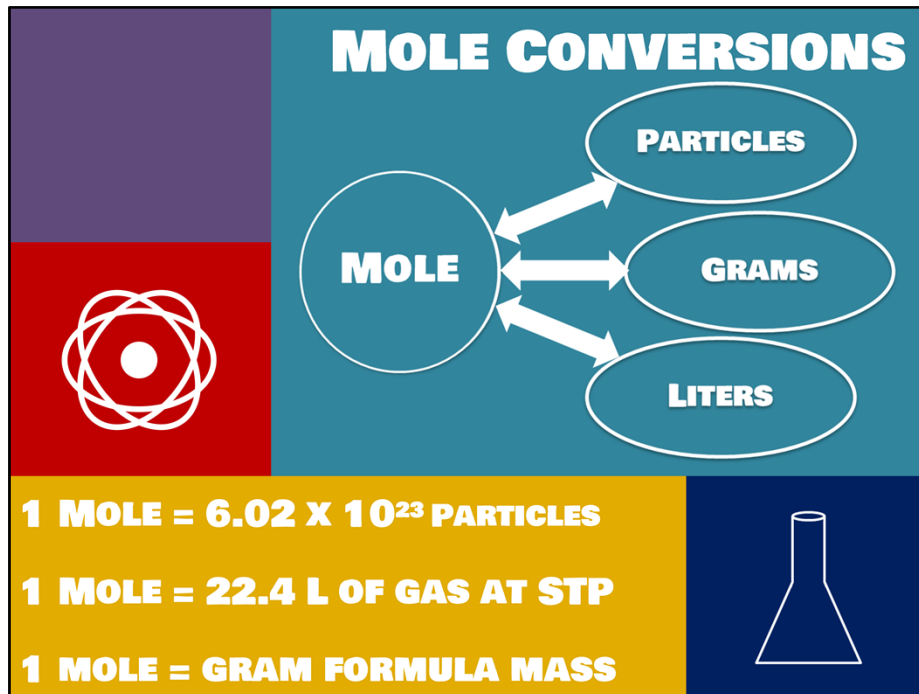 Mole Conversions
Particles
Mole
Grams
Liters
1 Mole = 6.02 x 10²³ Particles
1 Mole = 22.4 L of gas at STP
1 mole = gram formula mass